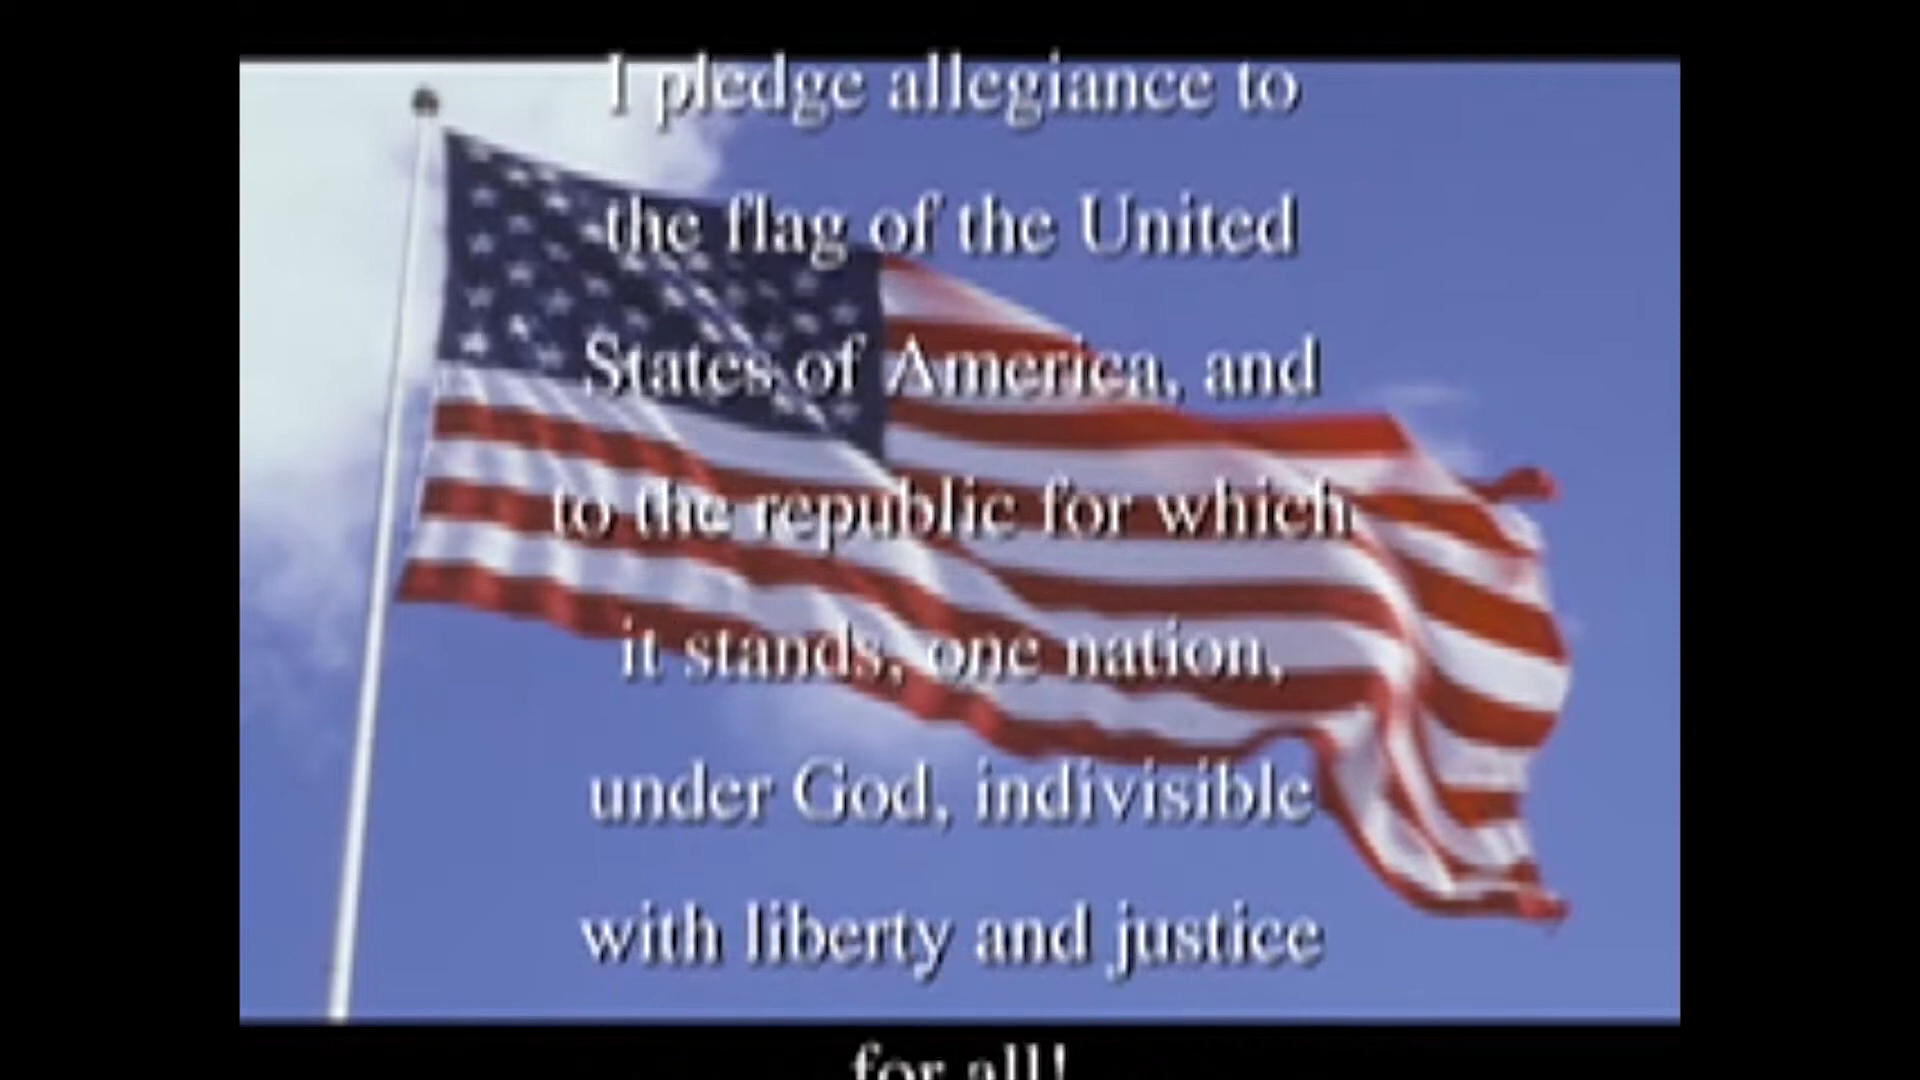 I pledge allegiance to
the flag of the United
States of America, and
to the republic for which
it stands, one nation,
under God, indivisible
with liberty and justice
for all!